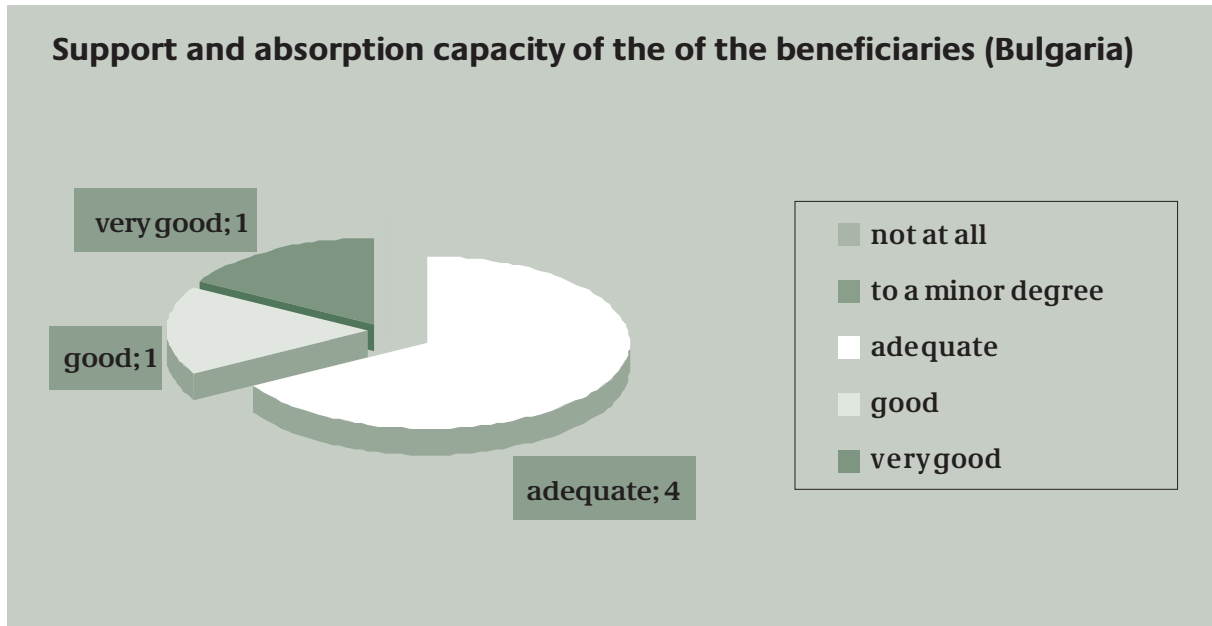 Support and absorption capacity of the of the beneficiaries (Bulgaria)
very good; 1
good; 1
adequate; 4
not at all
to a minor degree
adequate
good
very good